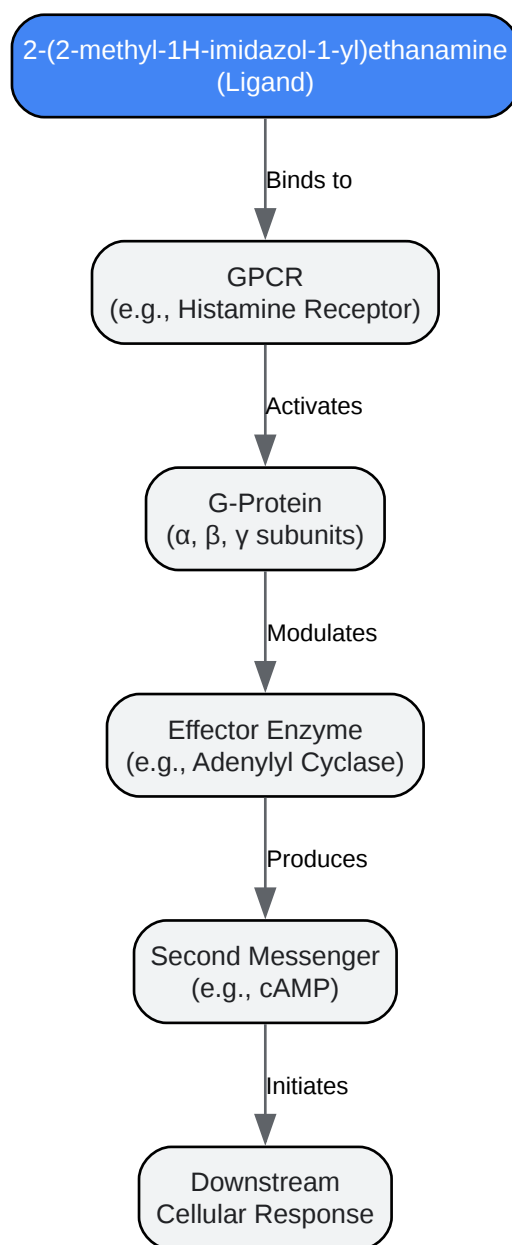 2-(2-methyl-1H-imidazol-1-yl)ethanamine
(Ligand)
Binds to
GPCR
(e.g., Histamine Receptor)
Activates
G-Protein
(α, β, γ subunits)
Modulates
Effector Enzyme
(e.g., Adenylyl Cyclase)
Produces
Second Messenger
(e.g., cAMP)
Initiates
Downstream
Cellular Response